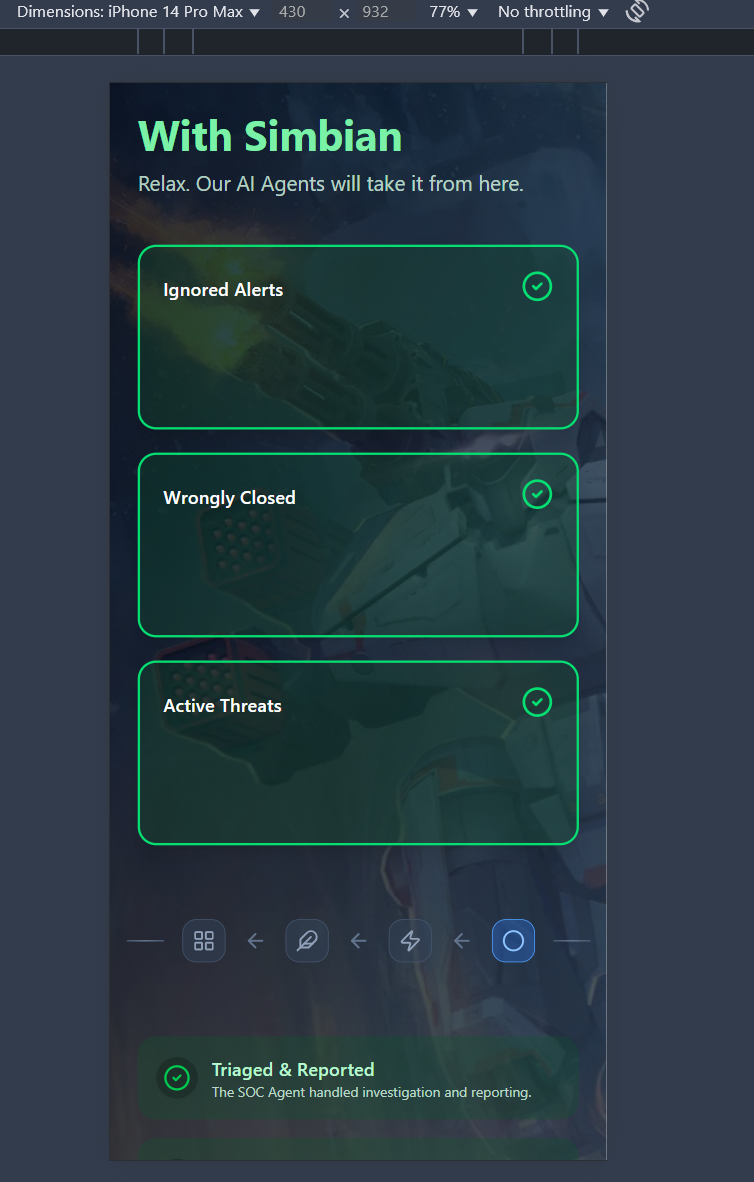 Dimensions: iPhone 14 Pro Max ▼ 430 × 932 77% ▼ No throttling ▼
With Simbian
Relax. Our AI Agents will take it from here.
Ignored Alerts
Wrongly Closed
Active Threats
Triaged & Reported
The SOC Agent handled investigation and reporting.